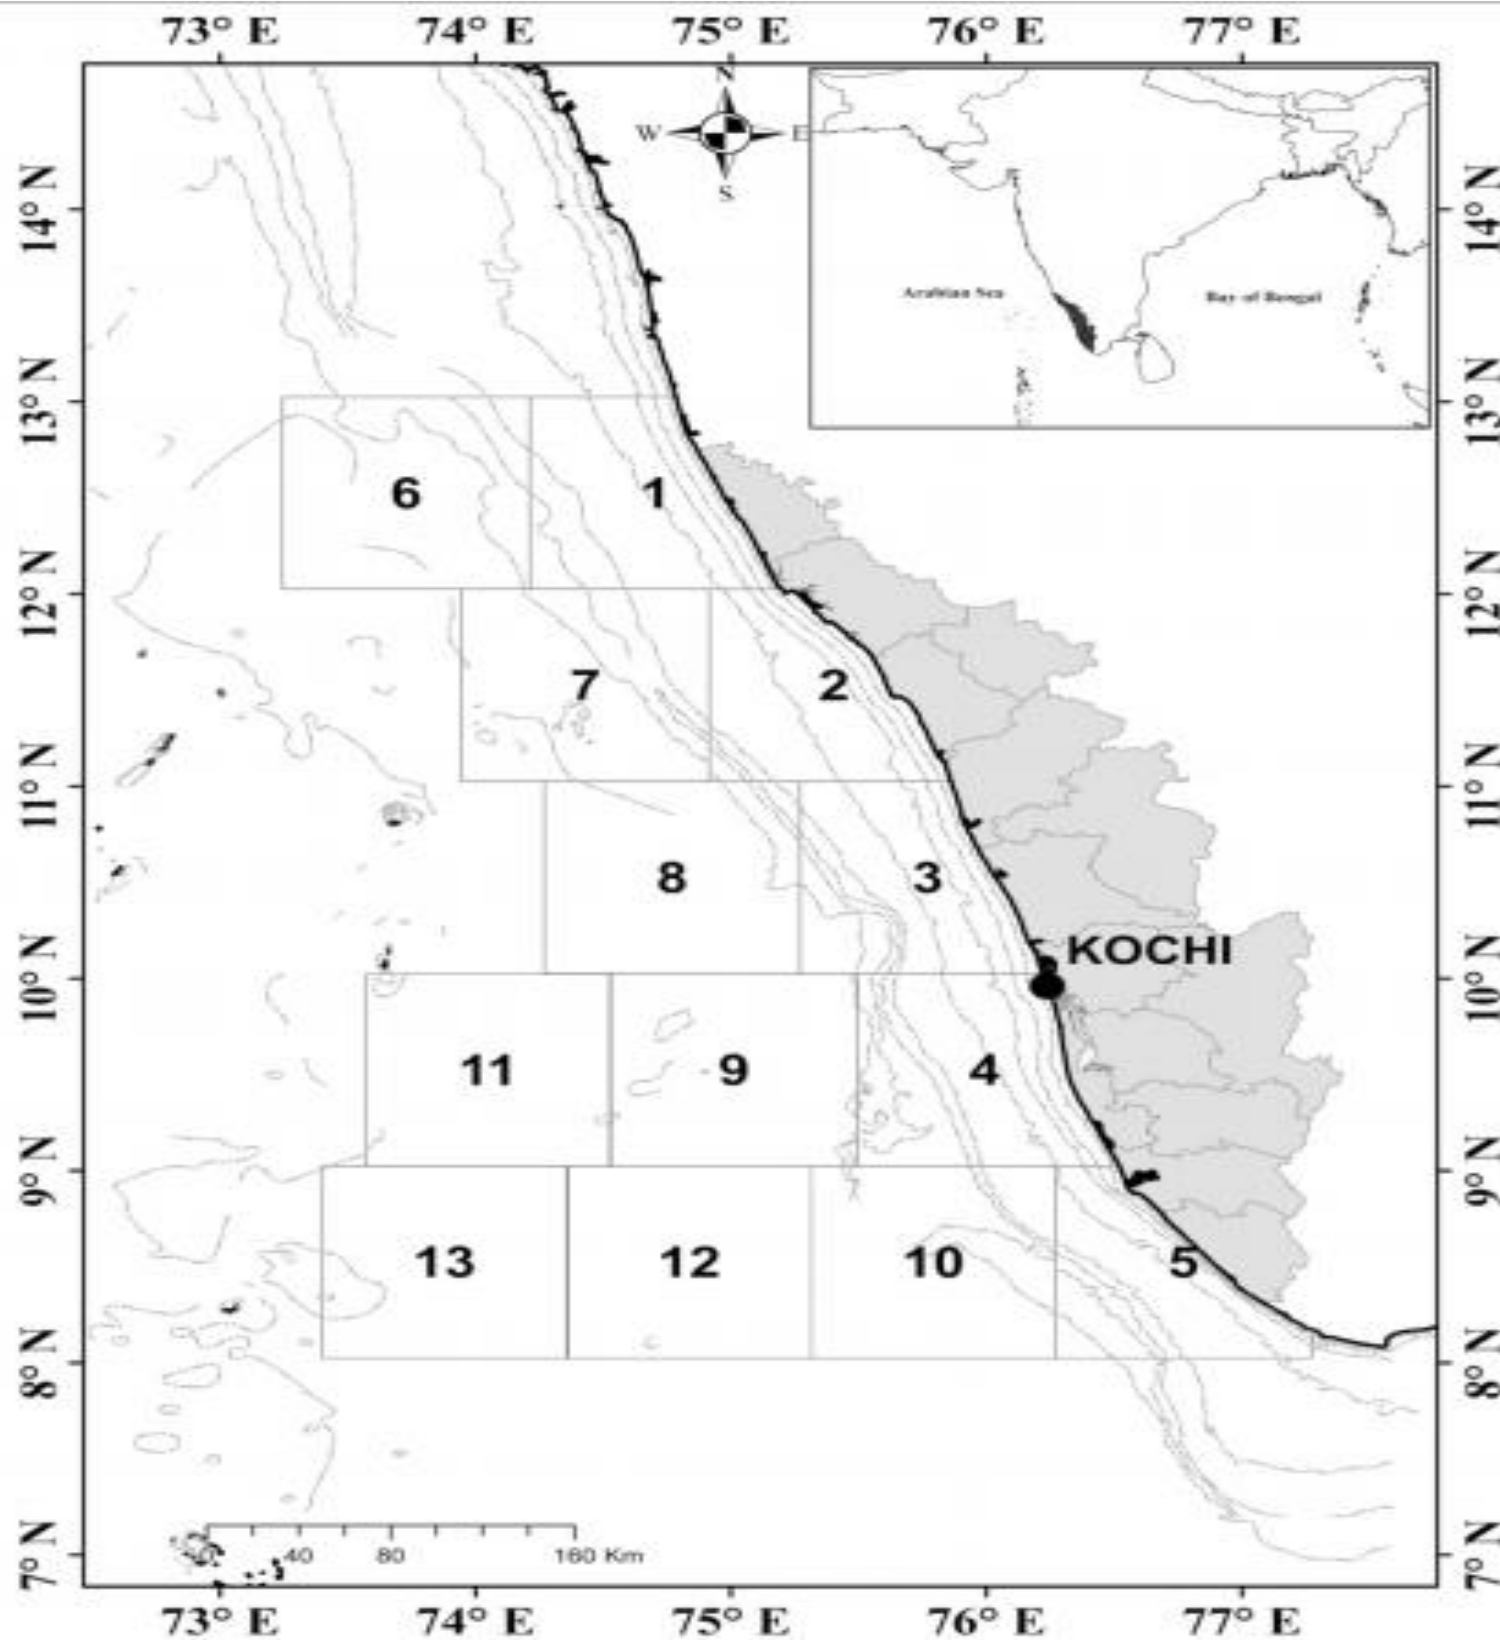 73° E 74° E 75° E 76° E 77° E
N
W E
S
14° N 14° N
Arabian Sea Bay of Bengal
13° N 13° N
6 1
12° N 12° N
7 2
11° N 11° N
8 3
KOCHI
10° N 10° N
11 9 4
9° N 9° N
13 12 10 5
8° N 8° N
40 80 160 Km
7° N 7° N
73° E 74° E 75° E 76° E 77° E